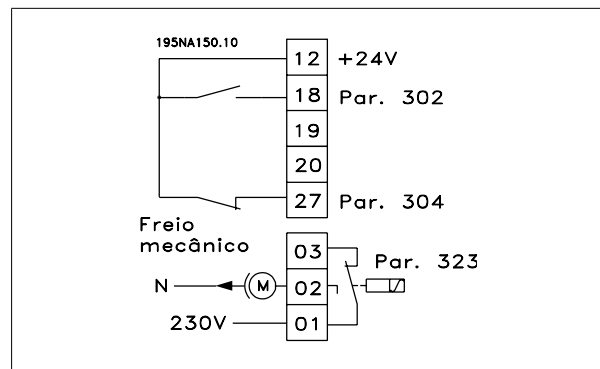 195NA150.10
12 +24V
18 Par. 302
19
20
27 Par. 304
Freio
mecânico
03
Par. 323
N M 02
230V 01